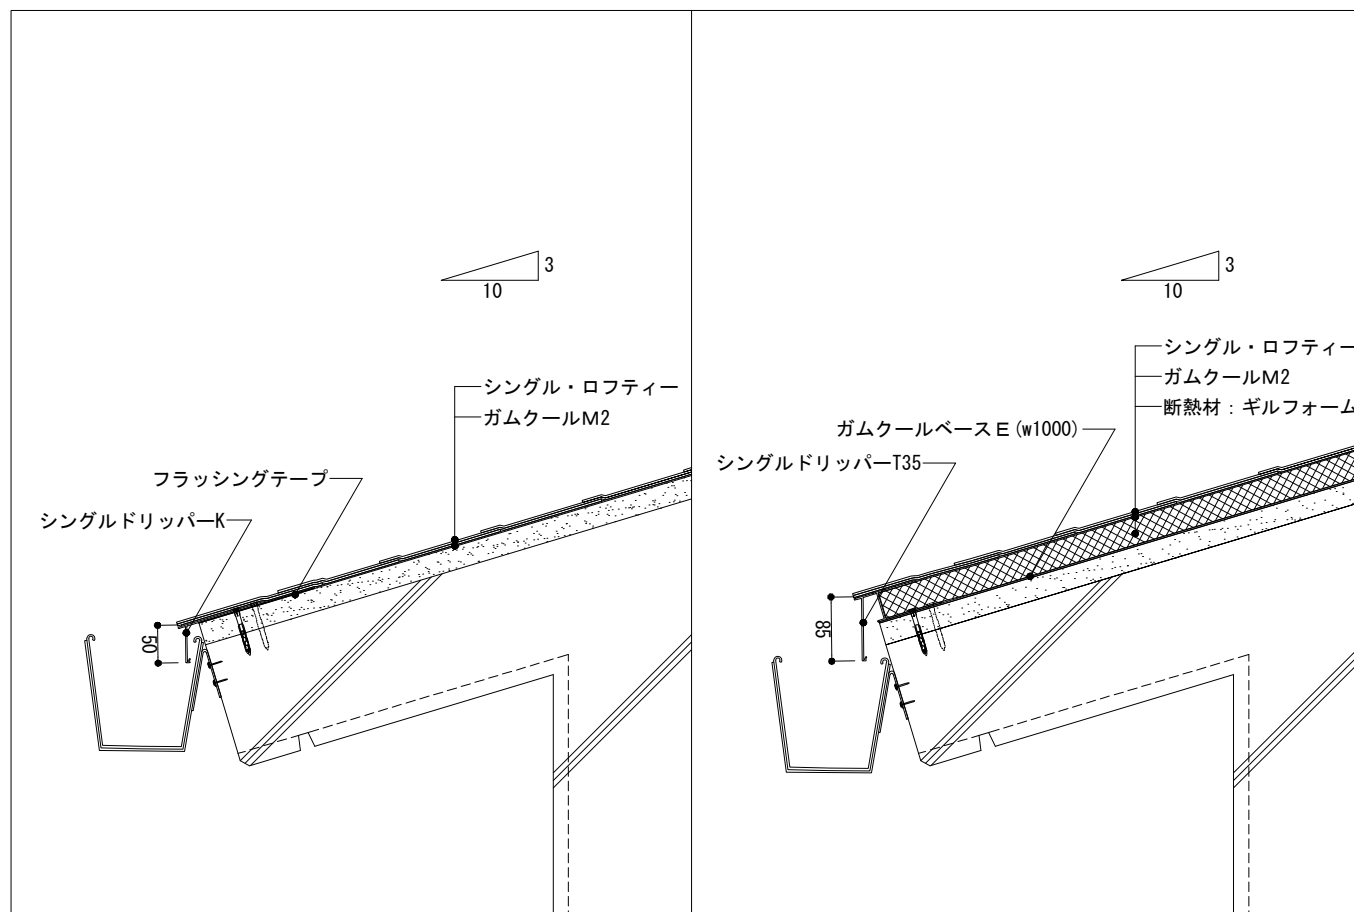 3
10
シングル・ロフティー
ガムクールM2
フラッシングテープ
シングルドリッパーK
50
3
10
シングル・ロフティー
ガムクールM2
断熱材：ギルフォーム
ガムクールベースE(w1000)
シングルドリッパーT35
85